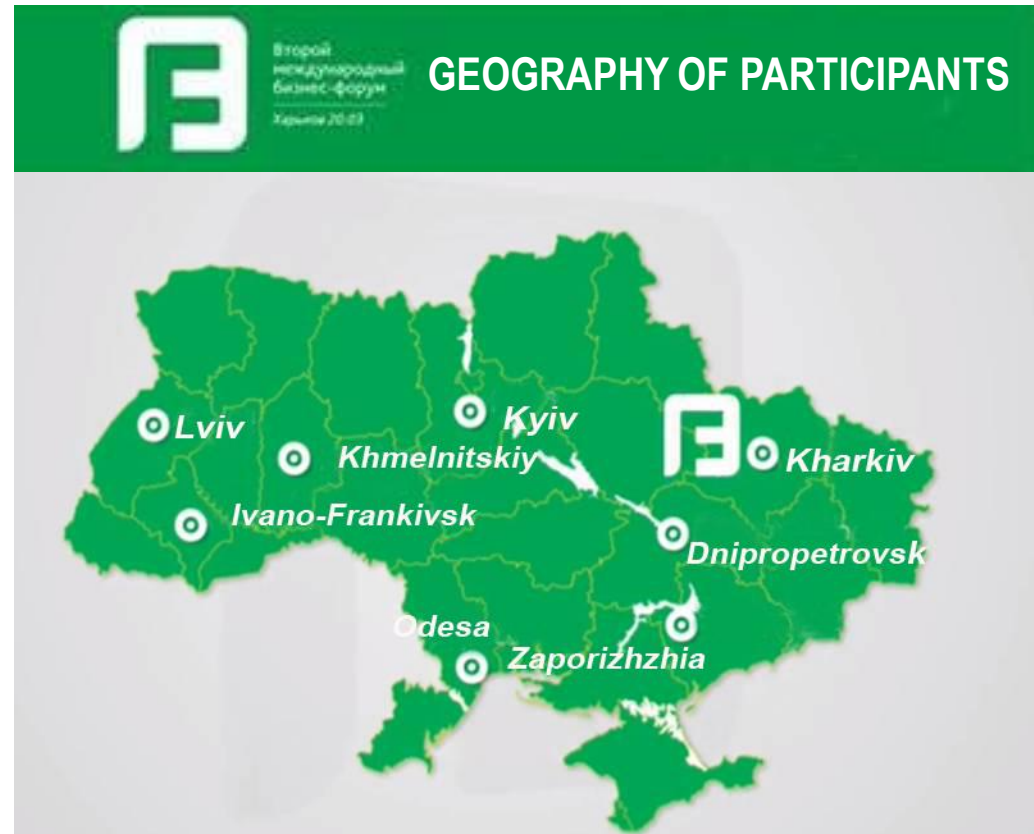 Второй
международный
бизнес-форум
Харьков 20.03
GEOGRAPHY OF PARTICIPANTS
Lviv
Kyiv
Khmelnitskiy
Kharkiv
Ivano-Frankivsk
Dnipropetrovsk
Odesa
Zaporizhzhia